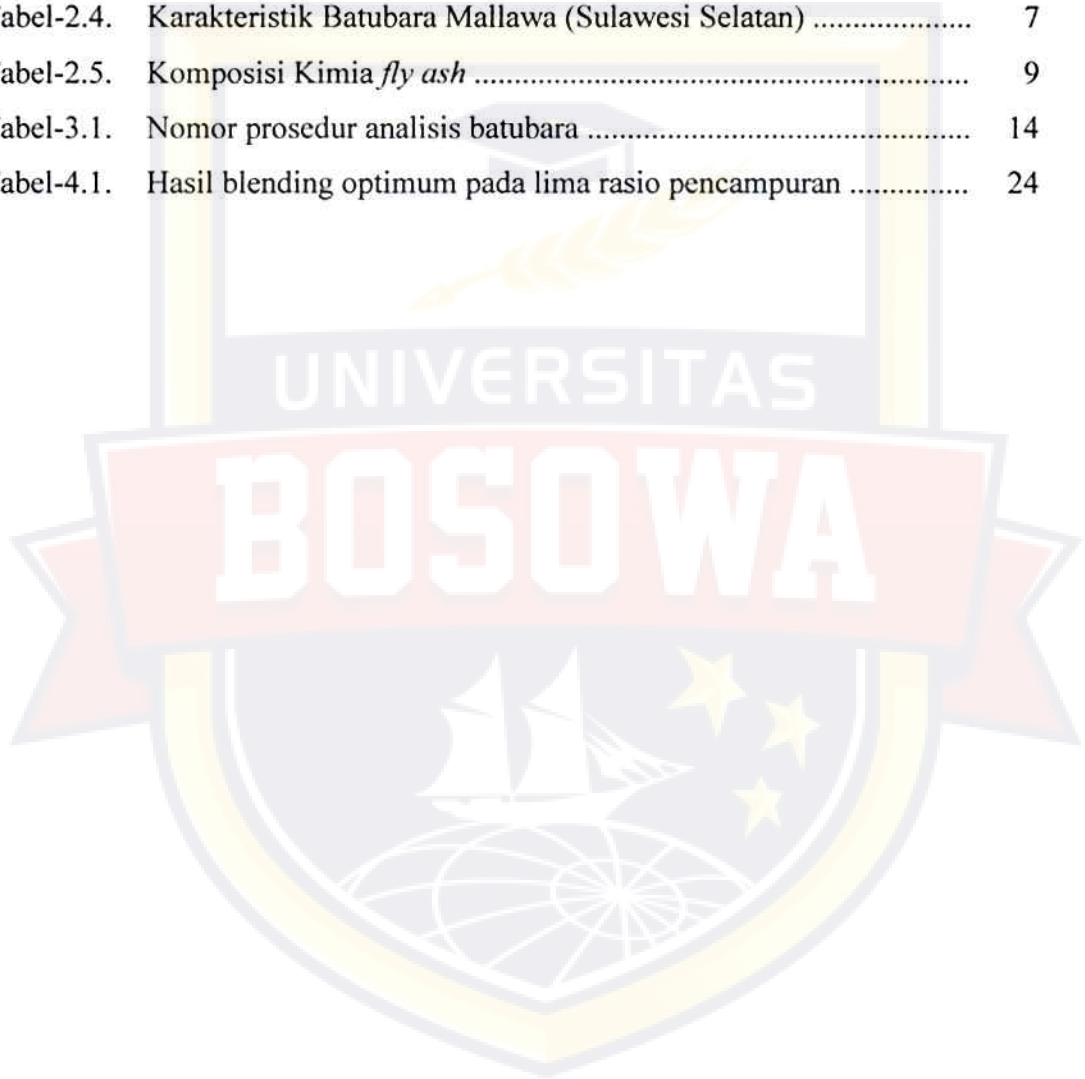 abel-2.4. Karakteristik Batubara Mallawa (Sulawesi Selatan) ................... 7
abel-2.5. Komposisi Kimia fly ash ............................................................ 9
abel-3.1. Nomor prosedur analisis batubara .............................................. 14
abel-4.1. Hasil blending optimum pada lima rasio pencampuran ............... 24
UNIVERSITAS
BOSOWA